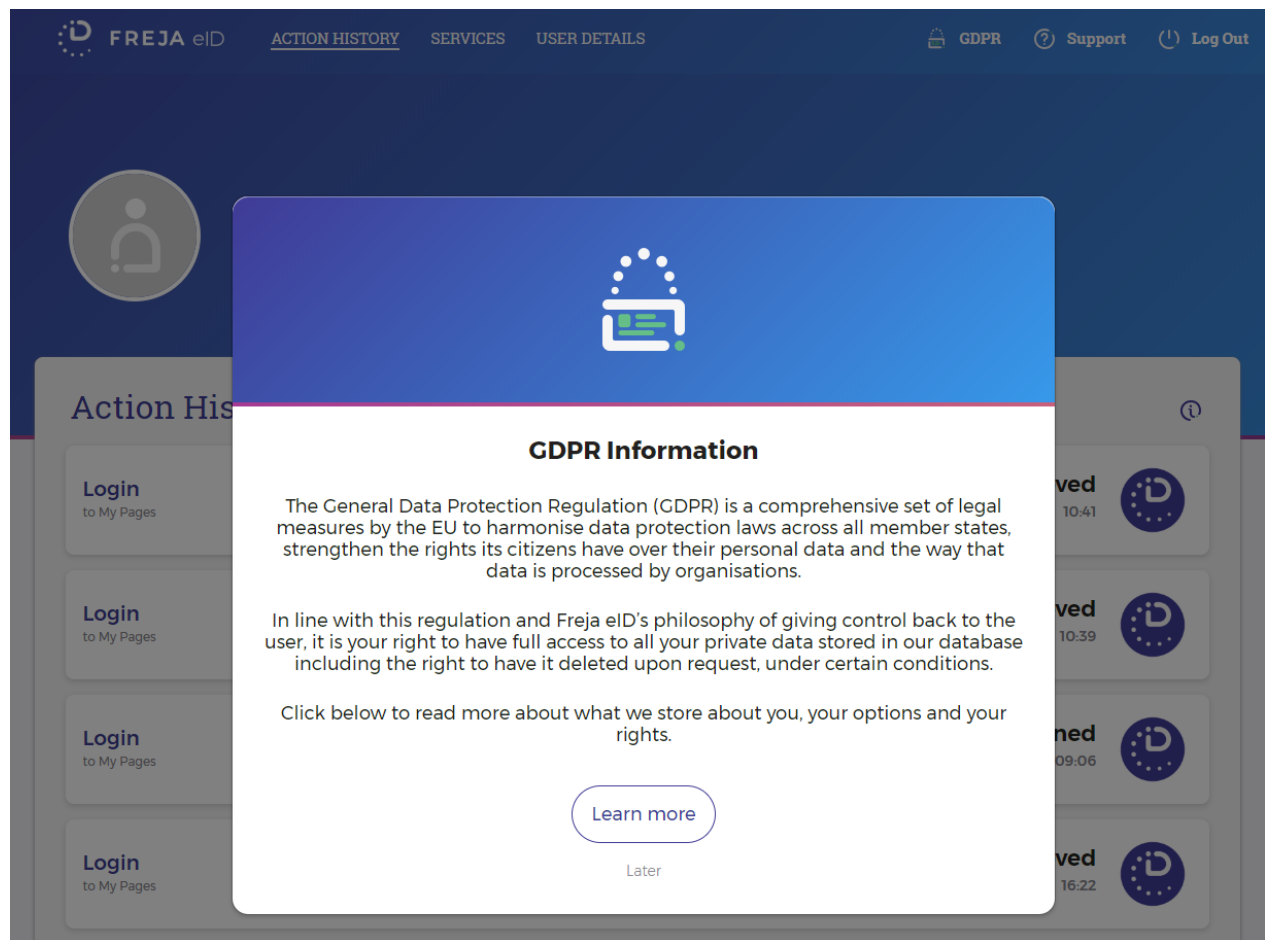 FREJA eID ACTION HISTORY SERVICES USER DETAILS GDPR Support Log Out
GDPR Information
The General Data Protection Regulation (GDPR) is a comprehensive set of legal
measures by the EU to harmonise data protection laws across all member states,
strengthen the rights its citizens have over their personal data and the way that
data is processed by organisations.
In line with this regulation and Freja eID’s philosophy of giving control back to the
user, it is your right to have full access to all your private data stored in our database
including the right to have it deleted upon request, under certain conditions.
Click below to read more about what we store about you, your options and your
rights.
Learn more
Later
Action His
Login ved
to My Pages 10:41
Login ved
to My Pages 10:39
Login ned
to My Pages 09:06
Login ved
to My Pages 16:22